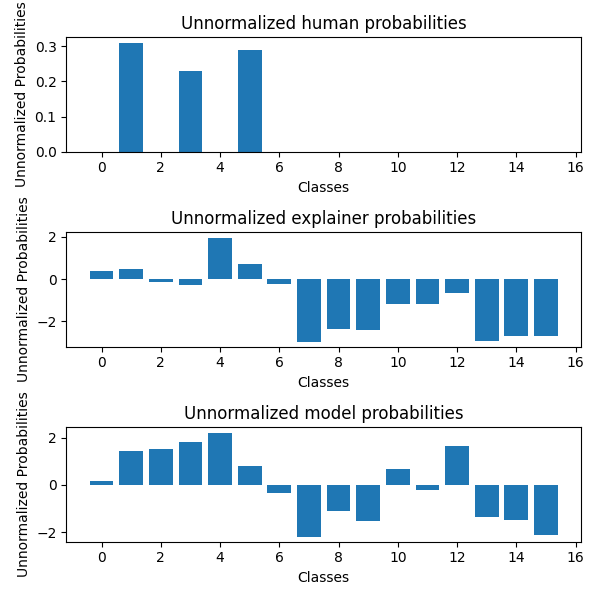 Unnormalized human probabilities
Unnormalized Probabilities
0.3
0.2
0.1
0.0
0 2 4 6 8 10 12 14 16
Classes
Unnormalized explainer probabilities
Unnormalized Probabilities
2
0
−2
0 2 4 6 8 10 12 14 16
Classes
Unnormalized model probabilities
Unnormalized Probabilities
2
0
−2
0 2 4 6 8 10 12 14 16
Classes